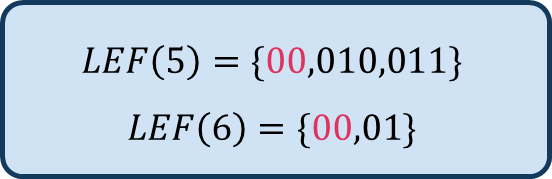 LEF(5) = {00,010,011}
LEF(6) = {00,01}